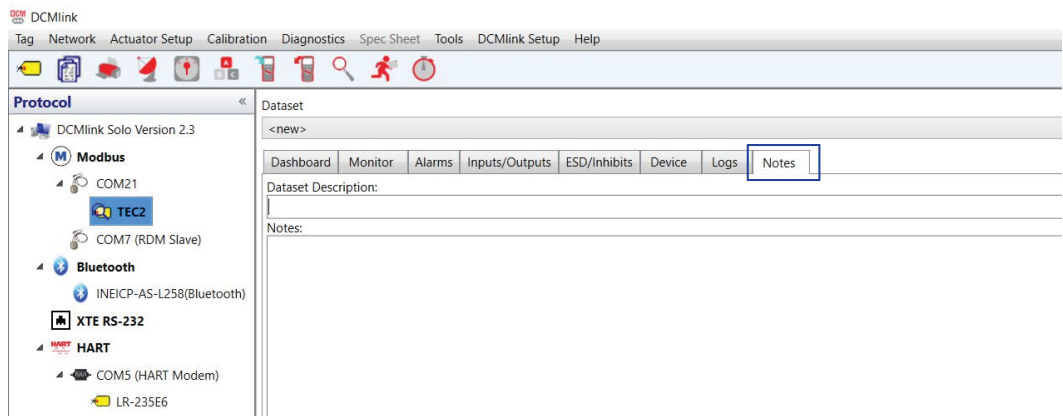 DCM DCMlink
Tag Network Actuator Setup Calibration Diagnostics Spec Sheet Tools DCMlink Setup Help
A B C
Protocol «
DCMlink Solo Version 2.3
M Modbus
COM21
TEC2
COM7 (RDM Slave)
Bluetooth
INEICP-AS-L258(Bluetooth)
XTE RS-232
HART HART
COM5 (HART Modem)
LR-235E6
Dataset
<new>
Dashboard Monitor Alarms Inputs/Outputs ESD/Inhibits Device Logs Notes
Dataset Description:
Notes: